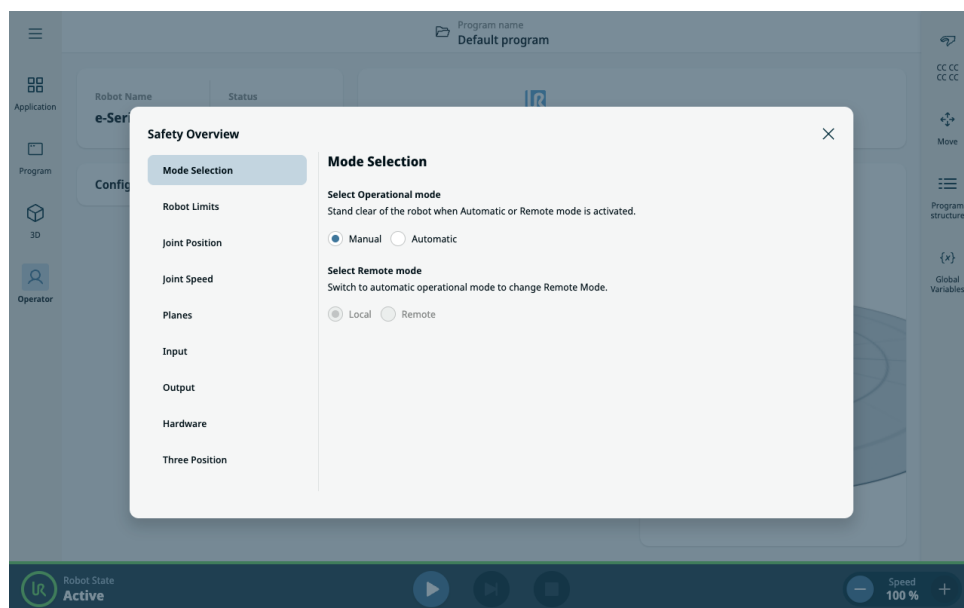 Program name
Default program
Application
Program
3D
Operator
Robot Name
Status
e-Seri
Config
Safety Overview
Mode Selection
Robot Limits
Joint Position
Joint Speed
Planes
Input
Output
Hardware
Three Position
Mode Selection
Select Operational mode
Stand clear of the robot when Automatic or Remote mode is activated.
Manual Automatic
Select Remote mode
Switch to automatic operational mode to change Remote Mode.
Local Remote
CC CC
CC CC
Move
Program
structure
{x}
Global
Variables
Robot State
Active
Speed
100 %